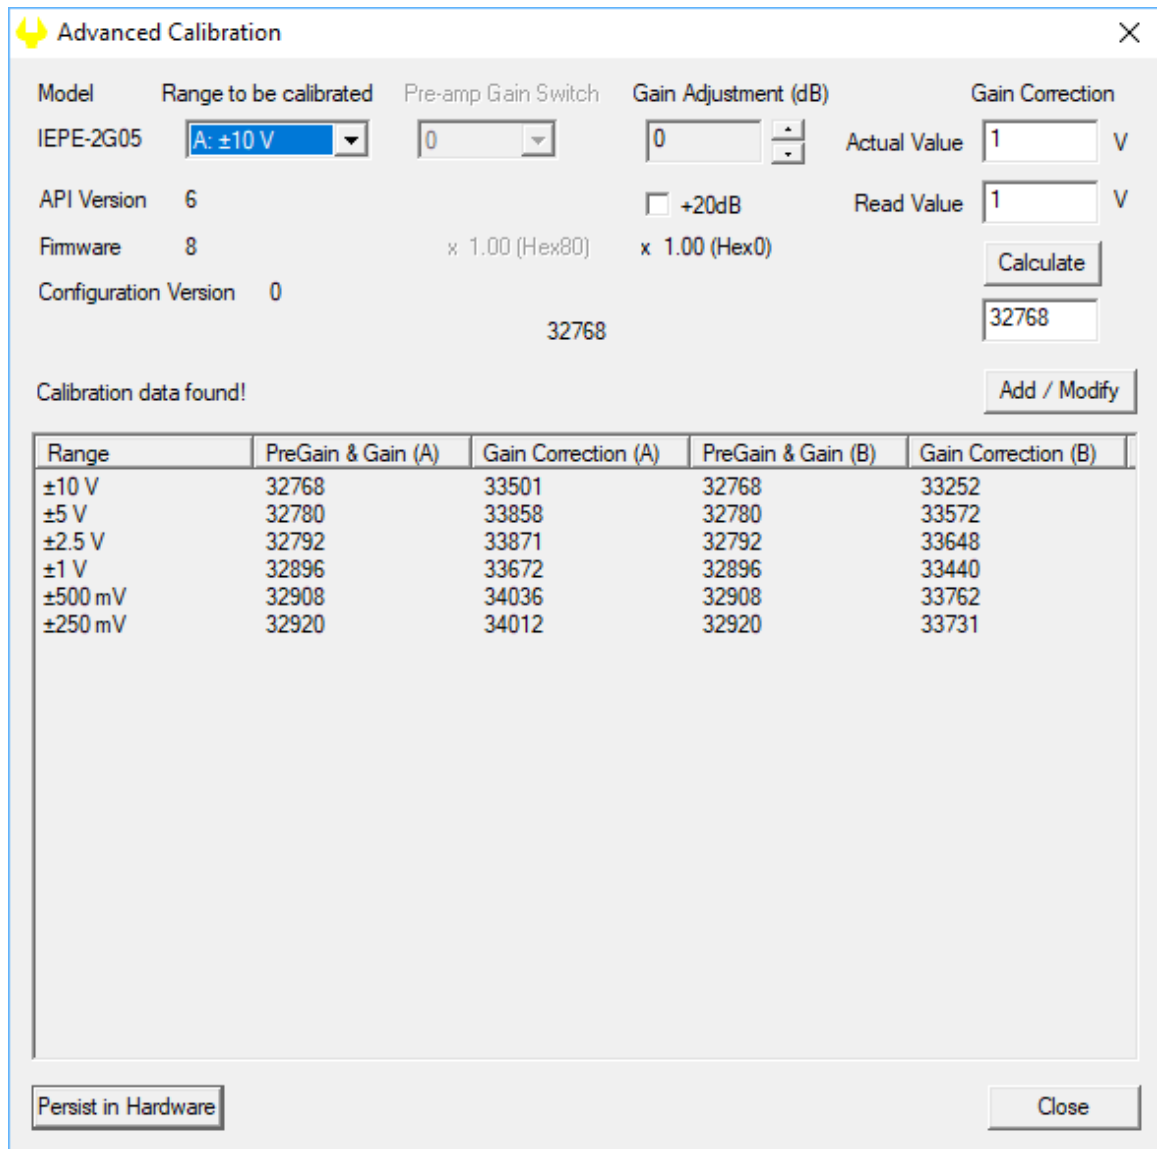 Advanced Calibration
Model Range to be calibrated Pre-amp Gain Switch Gain Adjustment (dB) Gain Correction
IEPE-2G05 A: ±10 V 0 0 Actual Value 1 V
API Version 6 +20dB Read Value 1 V
Firmware 8 x 1.00 (Hex80) x 1.00 (Hex0) Calculate
Configuration Version 0
32768 32768
Calibration data found! Add / Modify
Range PreGain & Gain (A) Gain Correction (A) PreGain & Gain (B) Gain Correction (B)
±10 V 32768 33501 32768 33252
±5 V 32780 33858 32780 33572
±2.5 V 32792 33871 32792 33648
±1 V 32896 33672 32896 33440
±500 mV 32908 34036 32908 33762
±250 mV 32920 34012 32920 33731
Persist in Hardware Close